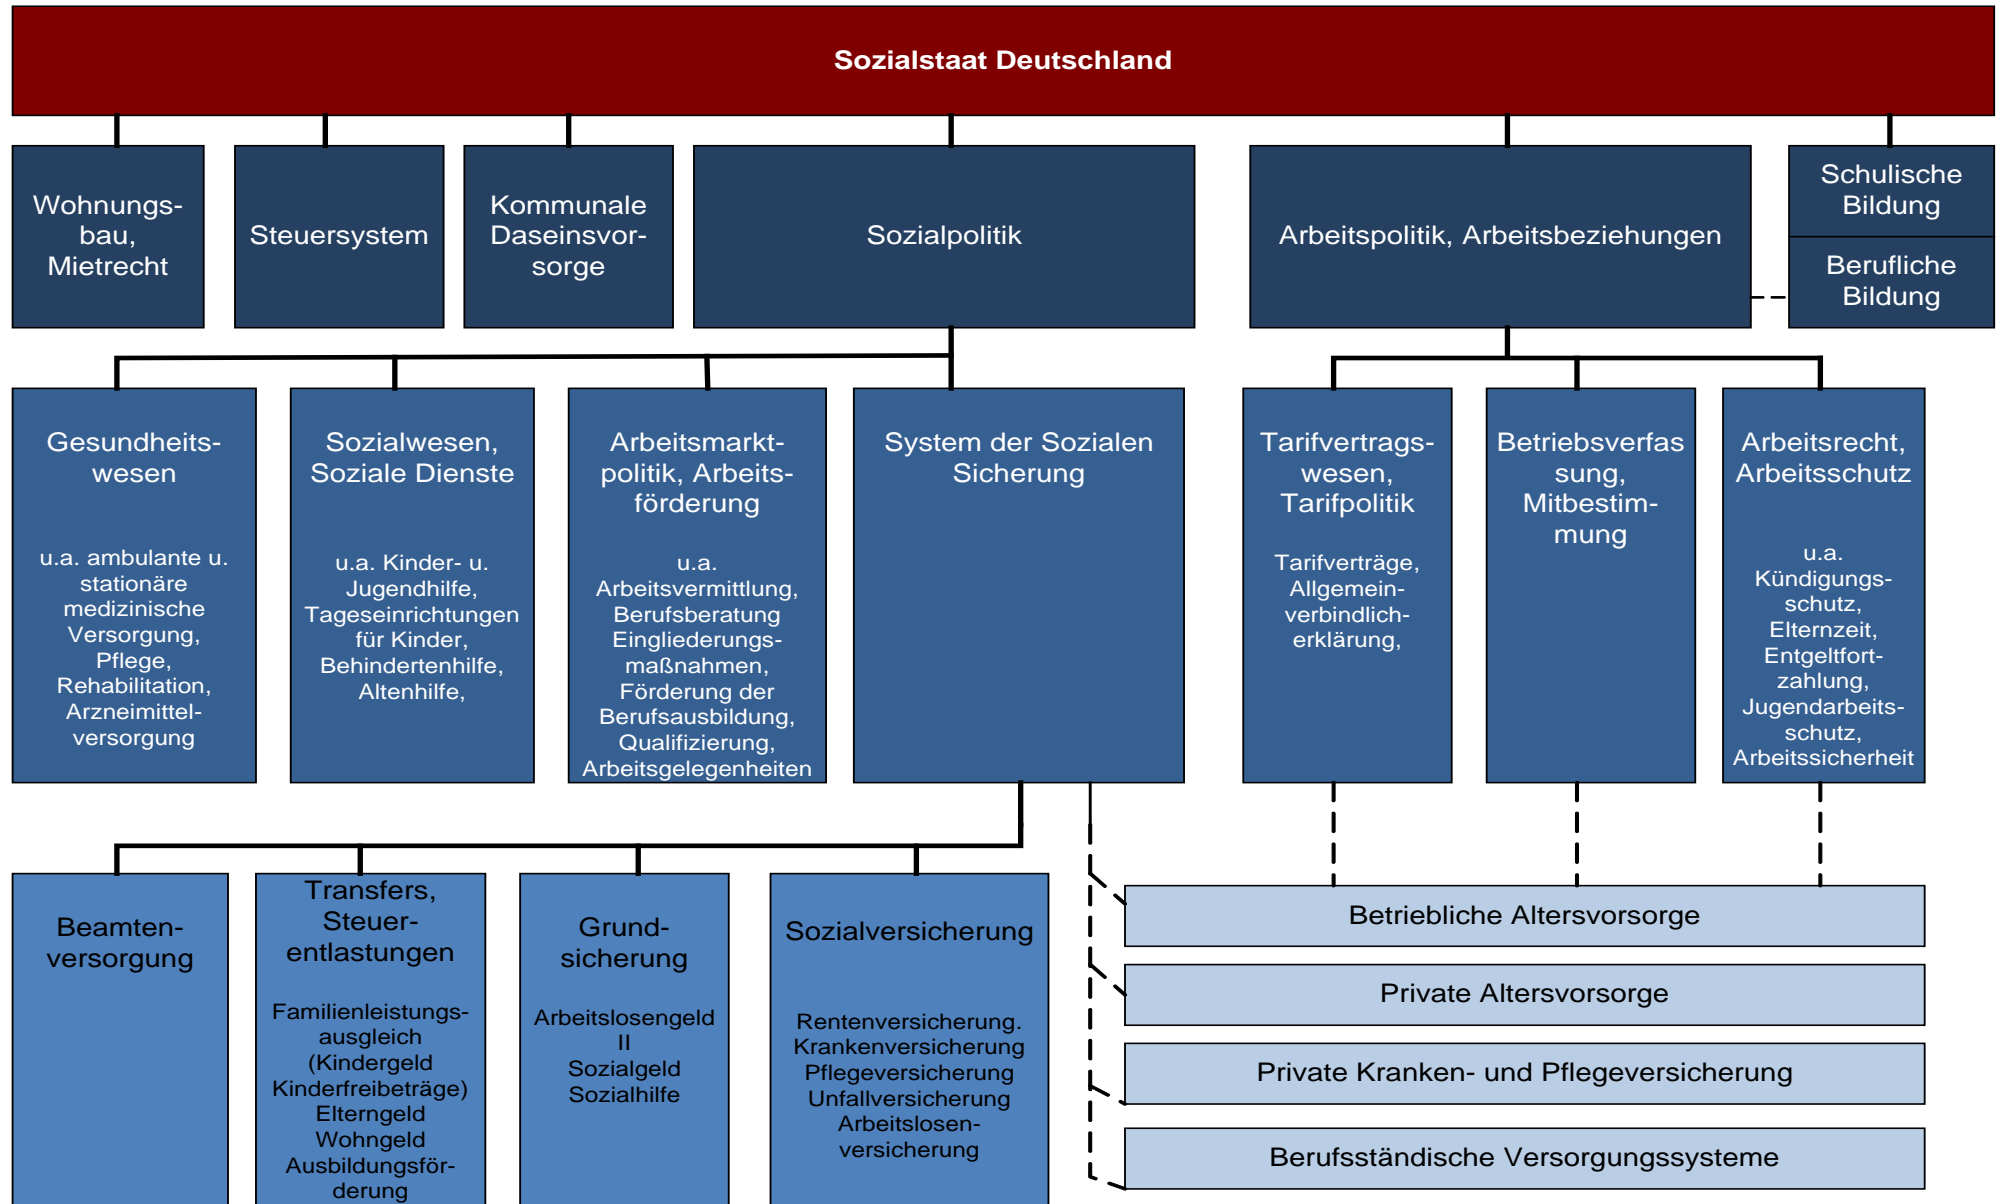 Sozialstaat Deutschland
Wohnungs-
bau,
Mietrecht
Steuersystem
Kommunale
Daseinsvor-
sorge
Sozialpolitik
Arbeitspolitik, Arbeitsbeziehungen
Schulische
Bildung
Berufliche
Bildung
Gesundheits-
wesen
u.a. ambulante u.
stationäre
medizinische
Versorgung,
Pflege,
Rehabilitation,
Arzneimittel-
versorgung
Sozialwesen,
Soziale Dienste
u.a. Kinder- u.
Jugendhilfe,
Tageseinrichtungen
für Kinder,
Behindertenhilfe,
Altenhilfe,
Arbeitsmarkt-
politik, Arbeits-
förderung
u.a.
Arbeitsvermittlung,
Berufsberatung
Eingliederungs-
maßnahmen,
Förderung der
Berufsausbildung,
Qualifizierung,
Arbeitsgelegenheiten
System der Sozialen
Sicherung
Tarifvertrags-
wesen,
Tarifpolitik
Tarifverträge,
Allgemein-
verbindlich-
erklärung,
Betriebsverfas
sung,
Mitbestim-
mung
Arbeitsrecht,
Arbeitsschutz
u.a.
Kündigungs-
schutz,
Elternzeit,
Entgeltfort-
zahlung,
Jugendarbeits-
schutz,
Arbeitssicherheit
Beamten-
versorgung
Transfers,
Steuer-
entlastungen
Familienleistungs-
ausgleich
(Kindergeld
Kinderfreibeträge)
Elterngeld
Wohngeld
Ausbildungsför-
derung
Grund-
sicherung
Arbeitslosengeld
II
Sozialgeld
Sozialhilfe
Sozialversicherung
Rentenversicherung.
Krankenversicherung
Pflegeversicherung
Unfallversicherung
Arbeitslosen-
versicherung
Betriebliche Altersvorsorge
Private Altersvorsorge
Private Kranken- und Pflegeversicherung
Berufsständische Versorgungssysteme